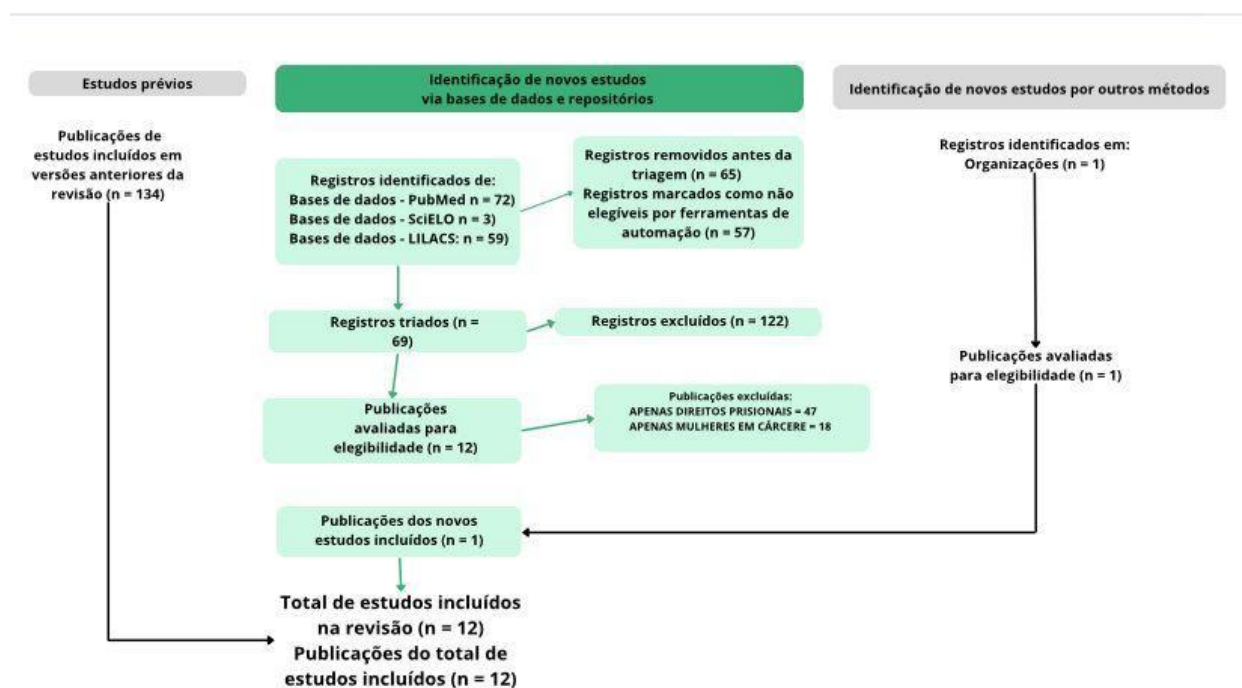 Estudos prévios
Publicações de
estudos incluídos em
versões anteriores da
revisão (n = 134)
Identificação de novos estudos
via bases de dados e repositórios
Registros identificados de:
Bases de dados - PubMed n = 72)
Bases de dados - SciELO n = 3)
Bases de dados - LILACS: n = 59)
Registros removidos antes da
triagem (n = 65)
Registros marcados como não
elegíveis por ferramentas de
automação (n = 57)
Registros triados (n =
69)
Registros excluídos (n = 122)
Publicações
avaliadas para
elegibilidade (n = 12)
Publicações excluídas:
APENAS DIREITOS PRISIONAIS = 47
APENAS MULHERES EM CÁRCERE = 18
Identificação de novos estudos por outros métodos
Registros identificados em:
Organizações (n = 1)
Publicações avaliadas
para elegibilidade (n = 1)
Publicações dos novos
estudos incluídos (n = 1)
Total de estudos incluídos
na revisão (n = 12)
Publicações do total de
estudos incluídos (n = 12)